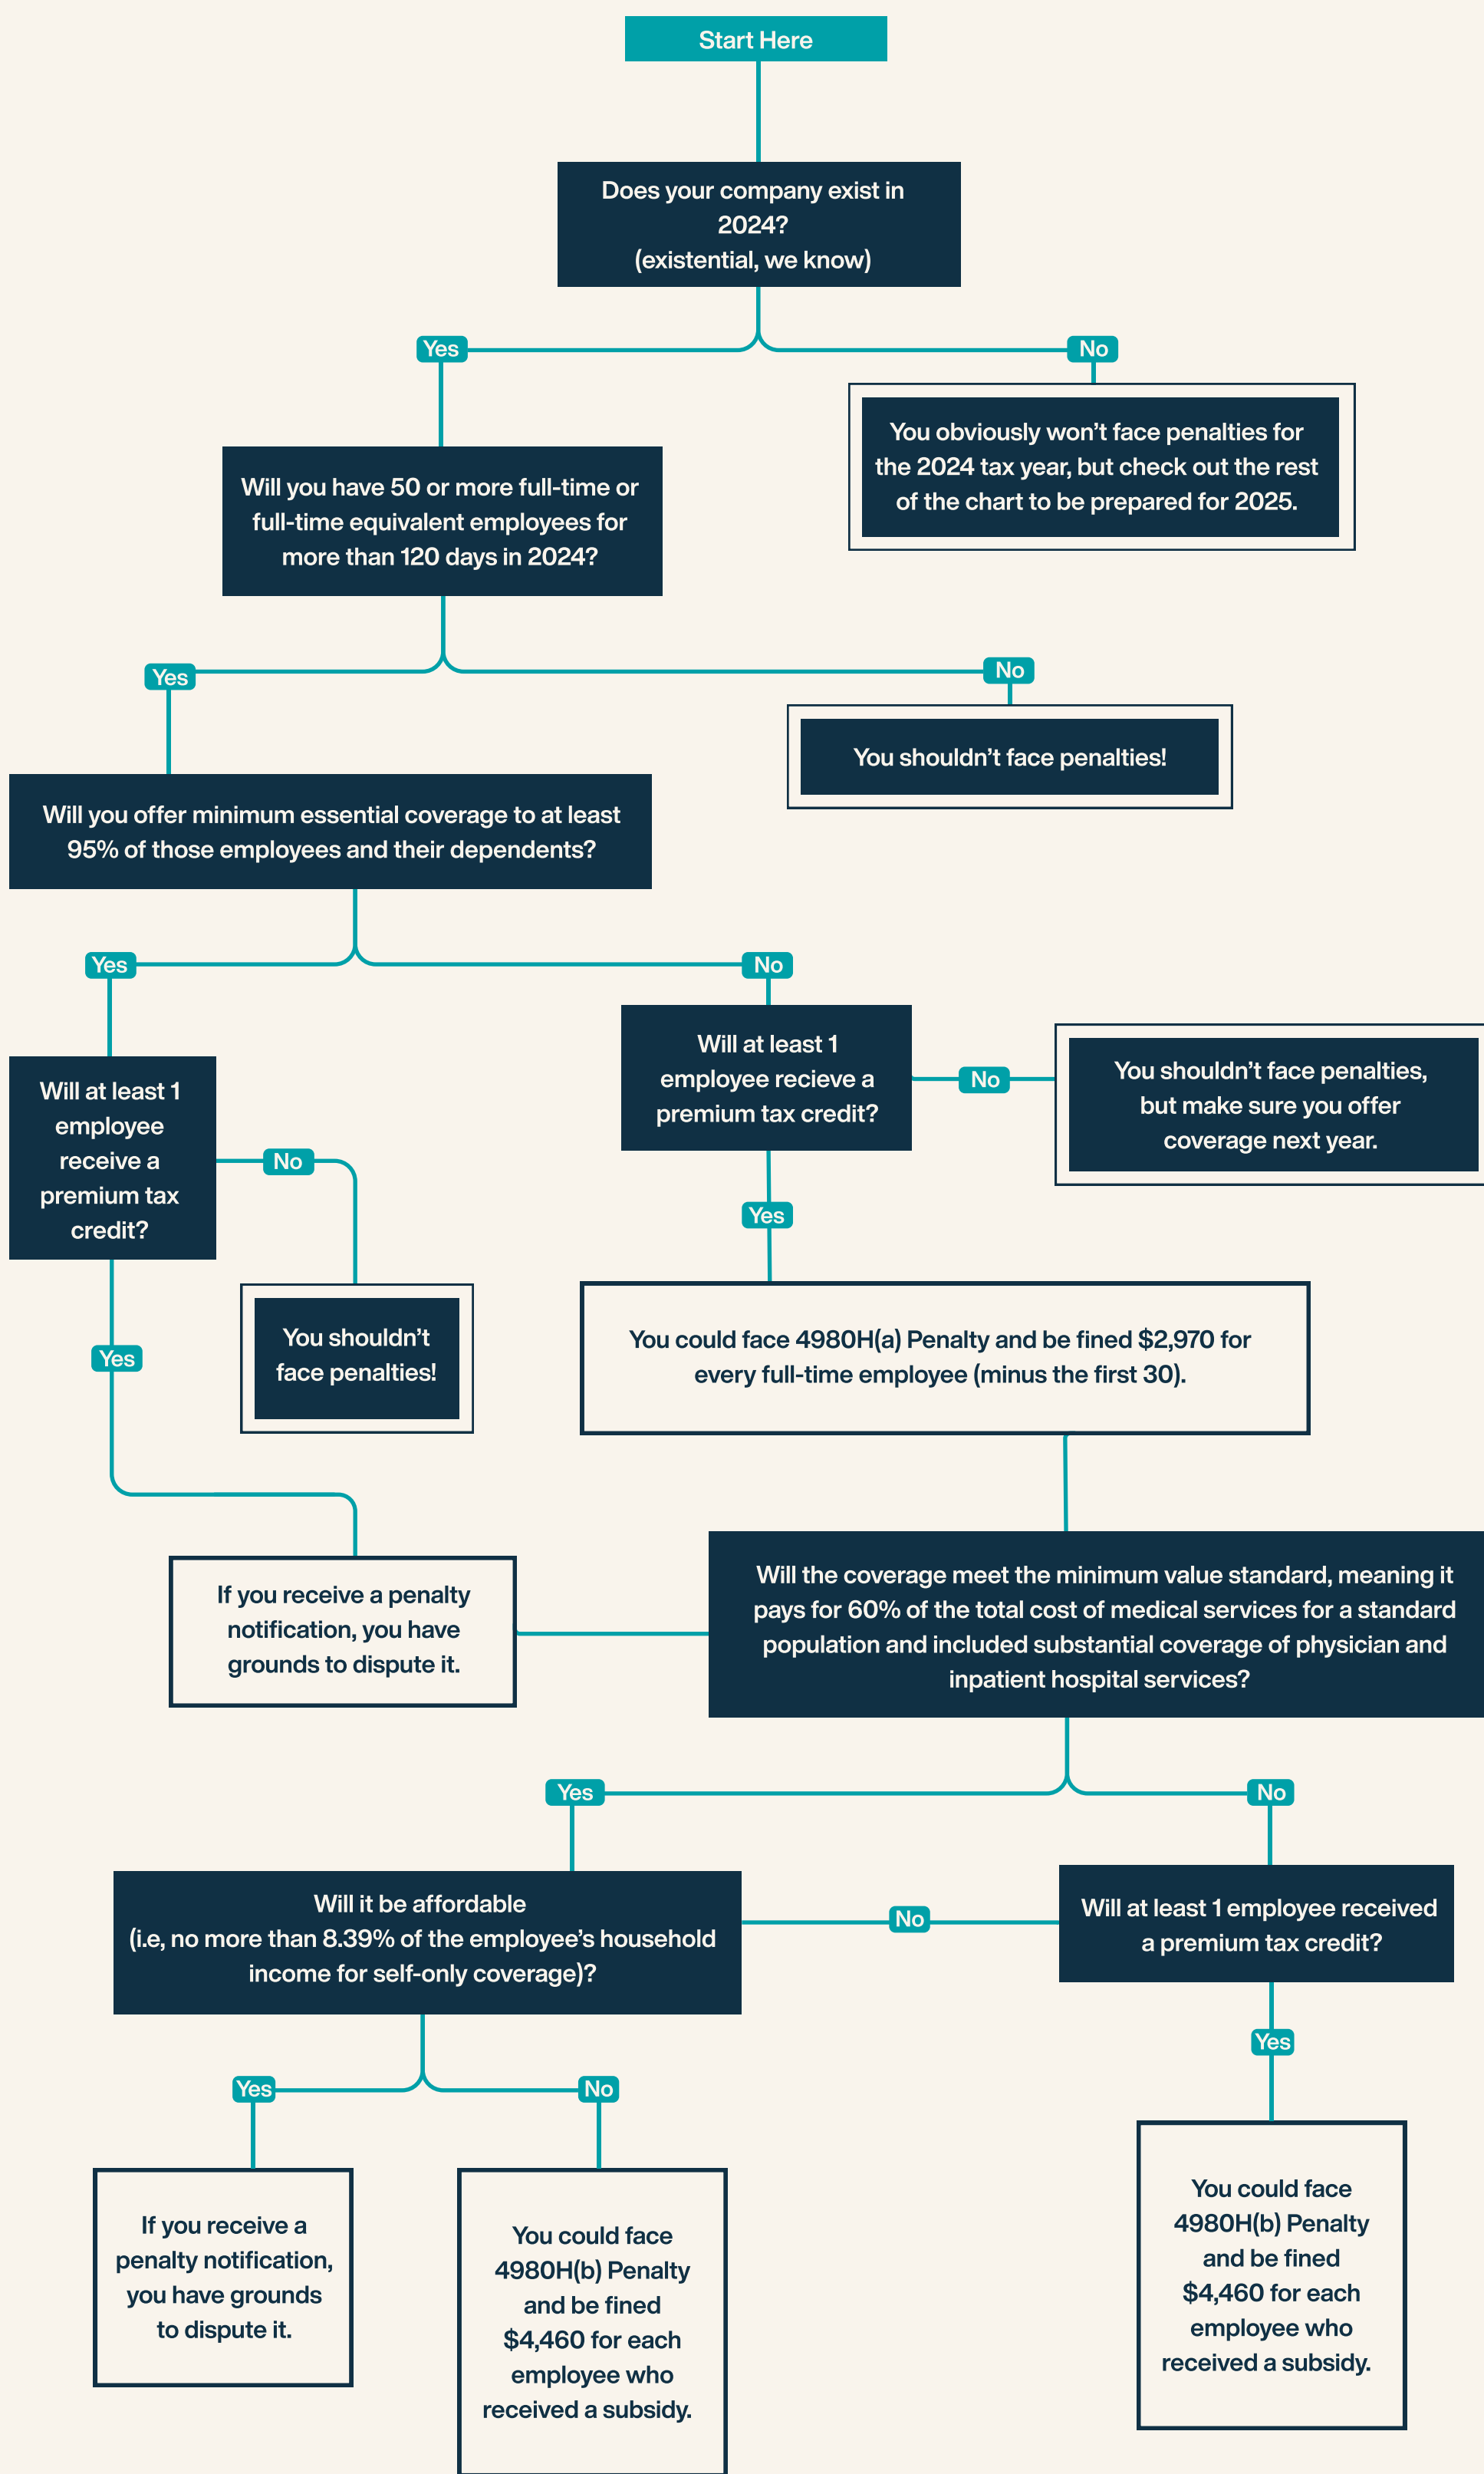 Start Here
Does your company exist in
2024?
(existential, we know)
Yes
No
You obviously won't face penalties for
the 2024 tax year, but check out the rest
of the chart to be prepared for 2025.
Will you have 50 or more full-time or
full-time equivalent employees for
more than 120 days in 2024?
Yes
No
You shouldn't face penalties!
Will you offer minimum essential coverage to at least
95% of those employees and their dependents?
Yes
No
Will at least 1
employee recieve a
premium tax credit?
No
You shouldn't face penalties,
but make sure you offer
coverage next year.
Will at least 1
employee
receive a
premium tax
credit?
No
Yes
You shouldn't
face penalties!
You could face 4980H(a) Penalty and be fined $2,970 for
every full-time employee (minus the first 30).
Yes
If you receive a penalty
notification, you have
grounds to dispute it.
Will the coverage meet the minimum value standard, meaning it
pays for 60% of the total cost of medical services for a standard
population and included substantial coverage of physician and
inpatient hospital services?
Yes
No
Will it be affordable
(i.e, no more than 8.39% of the employee's household
income for self-only coverage)?
No
Will at least 1 employee received
a premium tax credit?
Yes
Yes
No
If you receive a
penalty notification,
you have grounds
to dispute it.
You could face
4980H(b) Penalty
and be fined
$4,460 for each
employee who
received a subsidy.
You could face
4980H(b) Penalty
and be fined
$4,460 for each
employee who
received a subsidy.